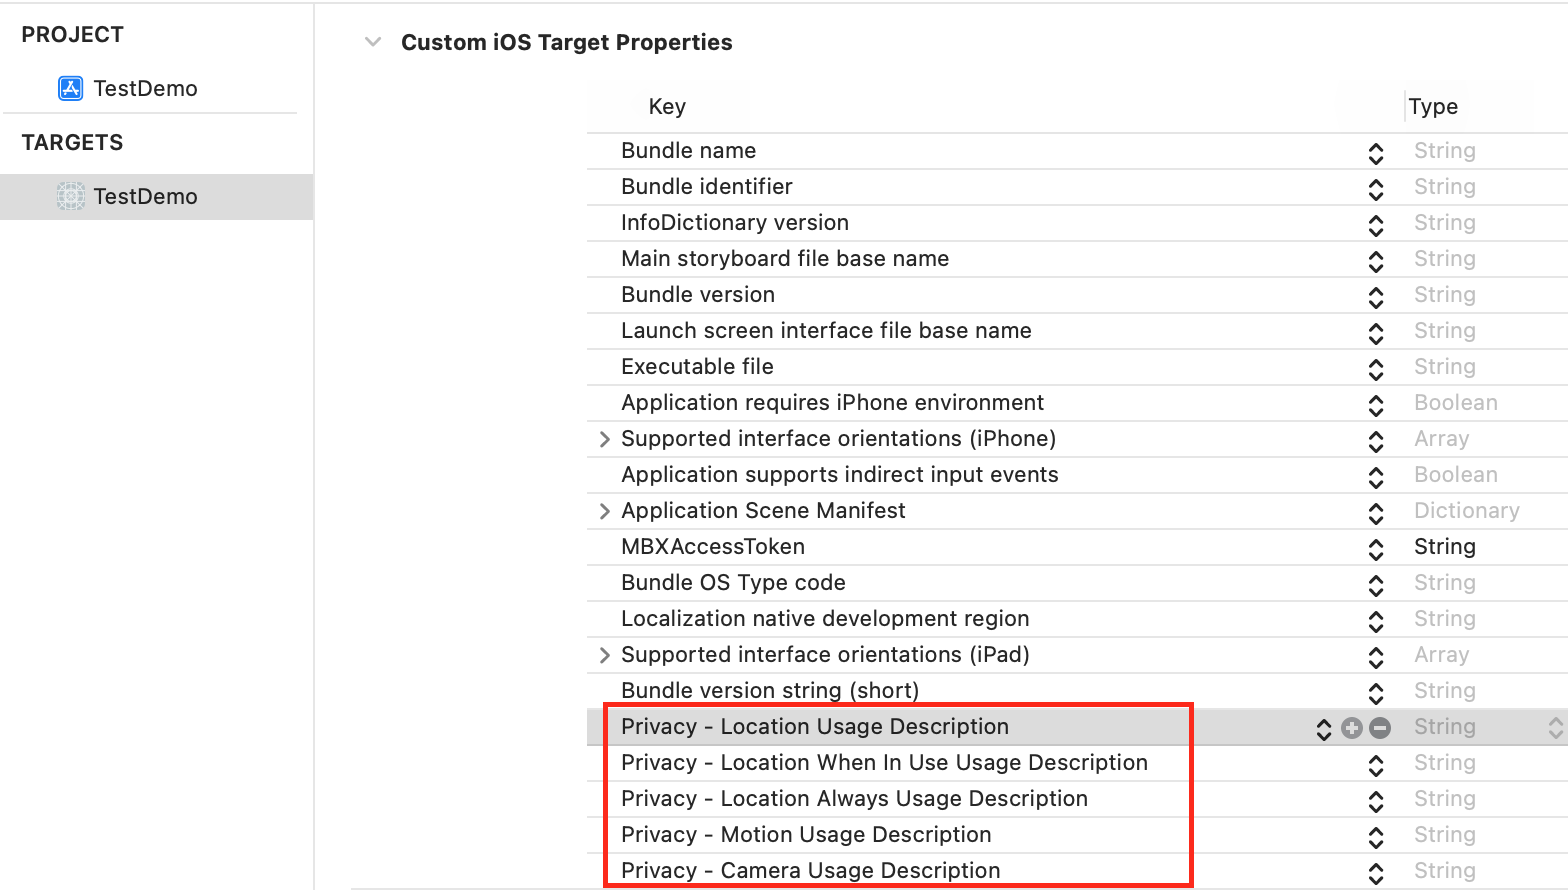 PROJECT
TestDemo
TARGETS
TestDemo
Custom iOS Target Properties
Key Type
Bundle name String
Bundle identifier String
InfoDictionary version String
Main storyboard file base name String
Bundle version String
Launch screen interface file base name String
Executable file String
Application requires iPhone environment Boolean
Supported interface orientations (iPhone) Array
Application supports indirect input events Boolean
Application Scene Manifest Dictionary
MBXAccessToken String
Bundle OS Type code String
Localization native development region String
Supported interface orientations (iPad) Array
Bundle version string (short) String
Privacy - Location Usage Description String
Privacy - Location When In Use Usage Description String
Privacy - Location Always Usage Description String
Privacy - Motion Usage Description String
Privacy - Camera Usage Description String